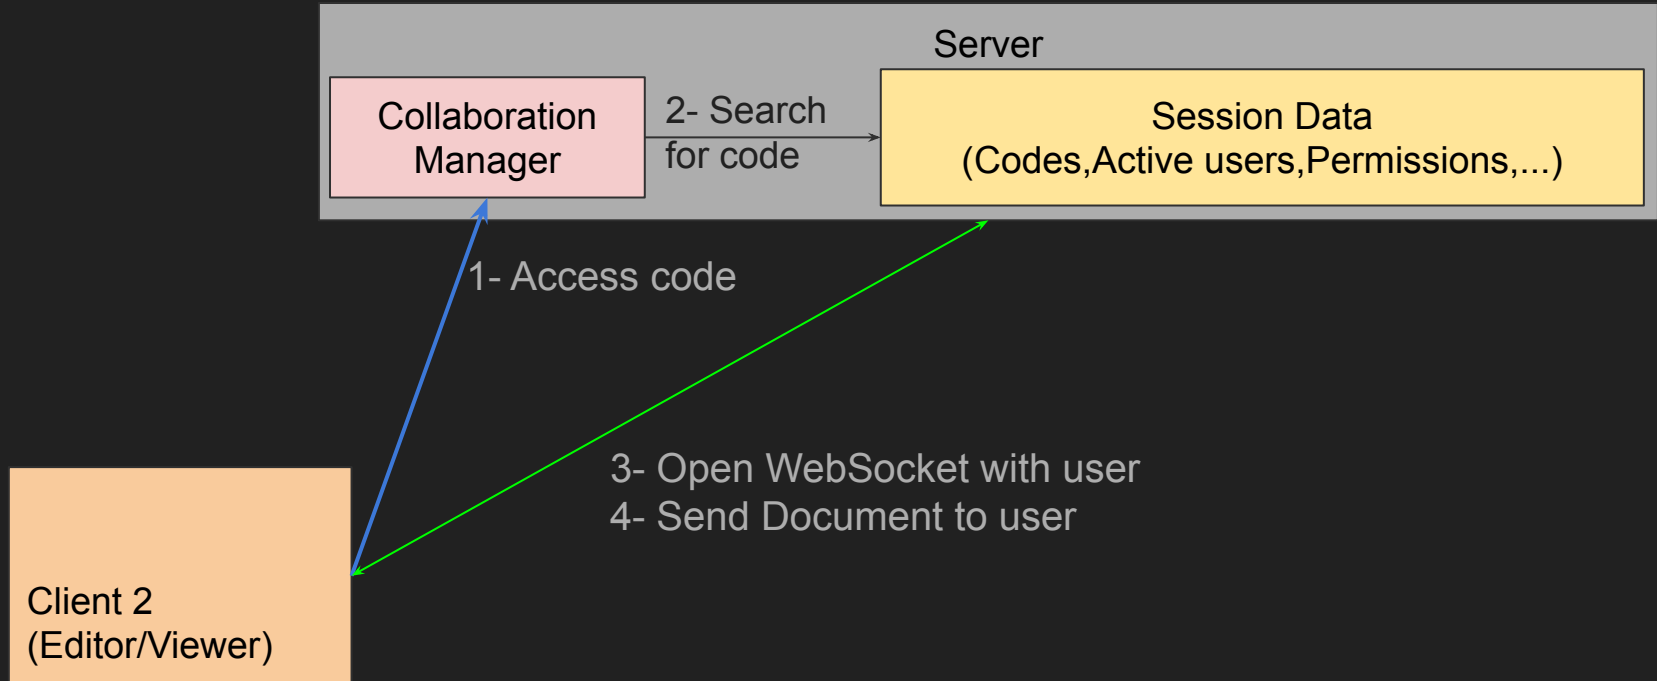 Server
Collaboration
Manager
2- Search
for code
Session Data
(Codes,Active users,Permissions,...)
1- Access code
3- Open WebSocket with user
4- Send Document to user
Client 2
(Editor/Viewer)